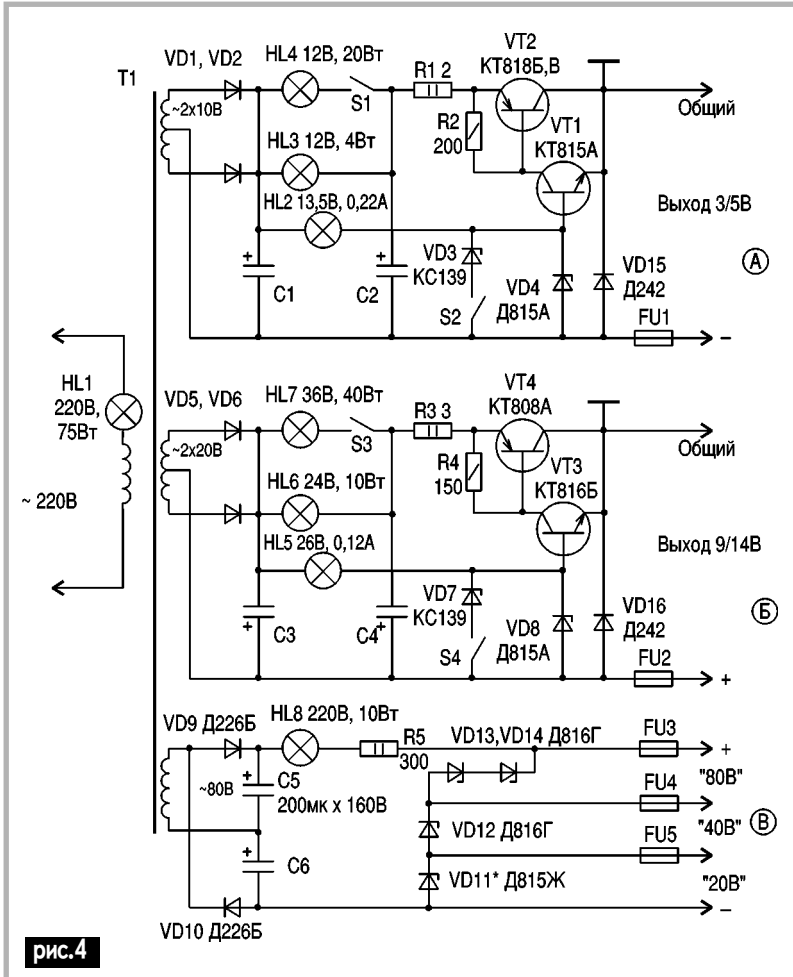 T1
VD1, VD2
~2x10В
HL4 12В, 20Вт
S1
HL3 12В, 4Вт
HL2 13,5В, 0,22А
+
C1
+
C2
R1 2
R2
200
VT2
КТ818Б,В
VT1
КТ815А
VD3
КС139
S2
VD4
Д815А
VD15
Д242
FU1
Общий
Выход 3/5В
А
−
HL1
220В,
75Вт
~ 220В
VD5, VD6
~2x20В
HL7 36В, 40Вт
S3
HL6 24В, 10Вт
HL5 26В, 0,12А
C3
+
C4
+
R3 3
R4
150
VT4
КТ808А
VT3
КТ816Б
VD7
КС139
S4
VD8
Д815А
VD16
Д242
FU2
Общий
Выход 9/14В
Б
+
VD9 Д226Б
HL8 220В, 10Вт
~80В
+
C5
200мк x 160В
+
C6
VD10 Д226Б
R5
300
VD13,VD14 Д816Г
VD12 Д816Г
VD11* Д815Ж
FU3
+
"80В"
FU4
"40В"
В
FU5
"20В"
−
рис.4